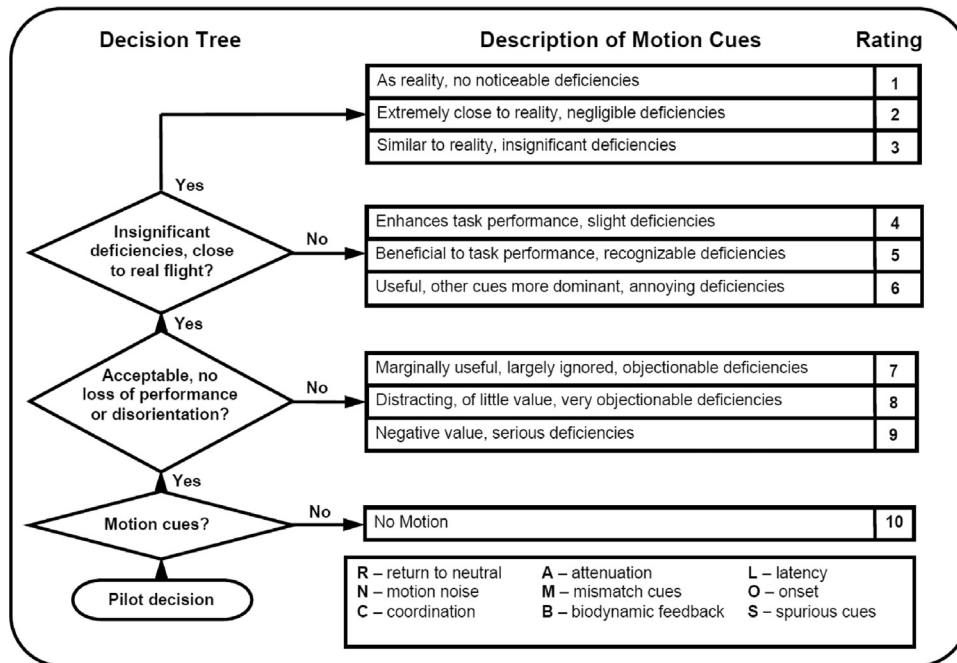 Decision Tree
Description of Motion Cues
Rating
As reality, no noticeable deficiencies
1
Extremely close to reality, negligible deficiencies
2
Similar to reality, insignificant deficiencies
3
Yes
Insignificant
deficiencies, close
to real flight?
No
Enhances task performance, slight deficiencies
4
Beneficial to task performance, recognizable deficiencies
5
Useful, other cues more dominant, annoying deficiencies
6
Yes
Acceptable, no
loss of performance
or disorientation?
No
Marginally useful, largely ignored, objectionable deficiencies
7
Distracting, of little value, very objectionable deficiencies
8
Negative value, serious deficiencies
9
Yes
Motion cues?
No
No Motion
10
Pilot decision
R – return to neutral
A – attenuation
L – latency
N – motion noise
M – mismatch cues
O – onset
C – coordination
B – biodynamic feedback
S – spurious cues